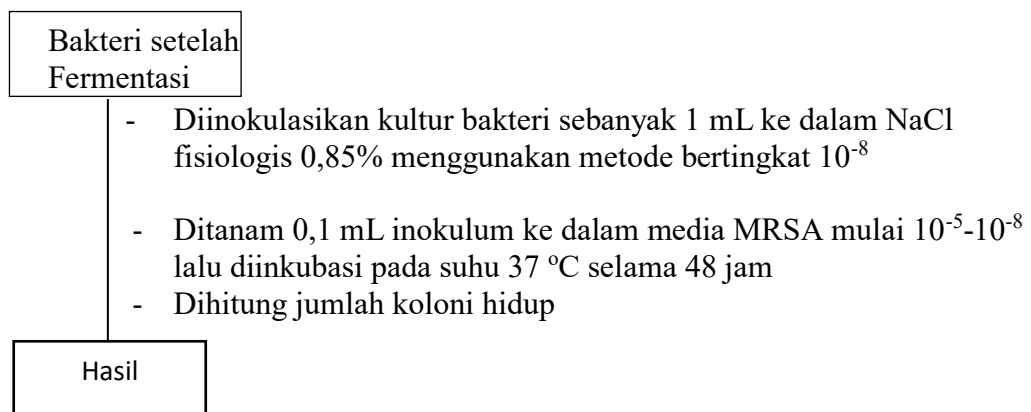 Bakteri setelah
Fermentasi
- Diinokulasikan kultur bakteri sebanyak 1 mL ke dalam NaCl
fisiologis 0,85% menggunakan metode bertingkat 10⁻⁸
- Ditanam 0,1 mL inokulum ke dalam media MRSA mulai 10⁻⁵-10⁻⁸
lalu diinkubasi pada suhu 37 ºC selama 48 jam
- Dihitung jumlah koloni hidup
Hasil